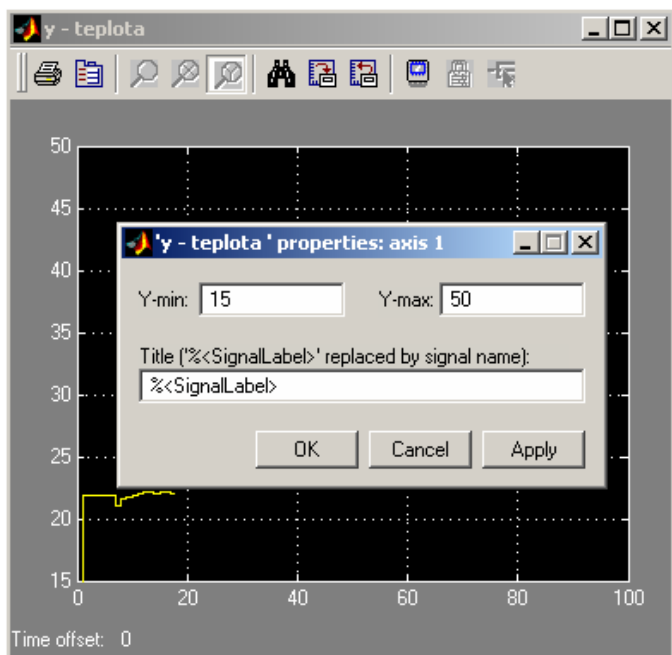 y - teplota
50
45
'y - teplota ' properties: axis 1
40
Y-min: 15 Y-max: 50
35
Title ('%<SignalLabel>' replaced by signal name):
%<SignalLabel>
30
OK Cancel Apply
25
20
15
0 20 40 60 80 100
Time offset: 0